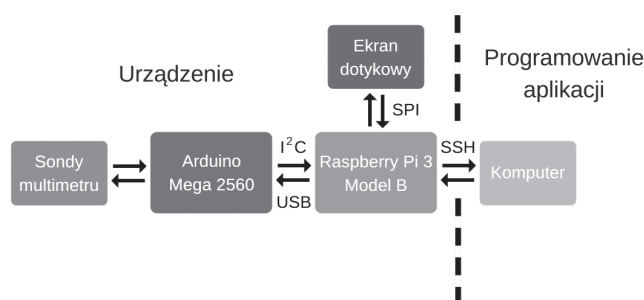 Urządzenie
Ekran
dotykowy
Programowanie
aplikacji
SPI
Sondy
multimetru
Arduino
Mega 2560
I²C
USB
Raspberry Pi 3
Model B
SSH
Komputer